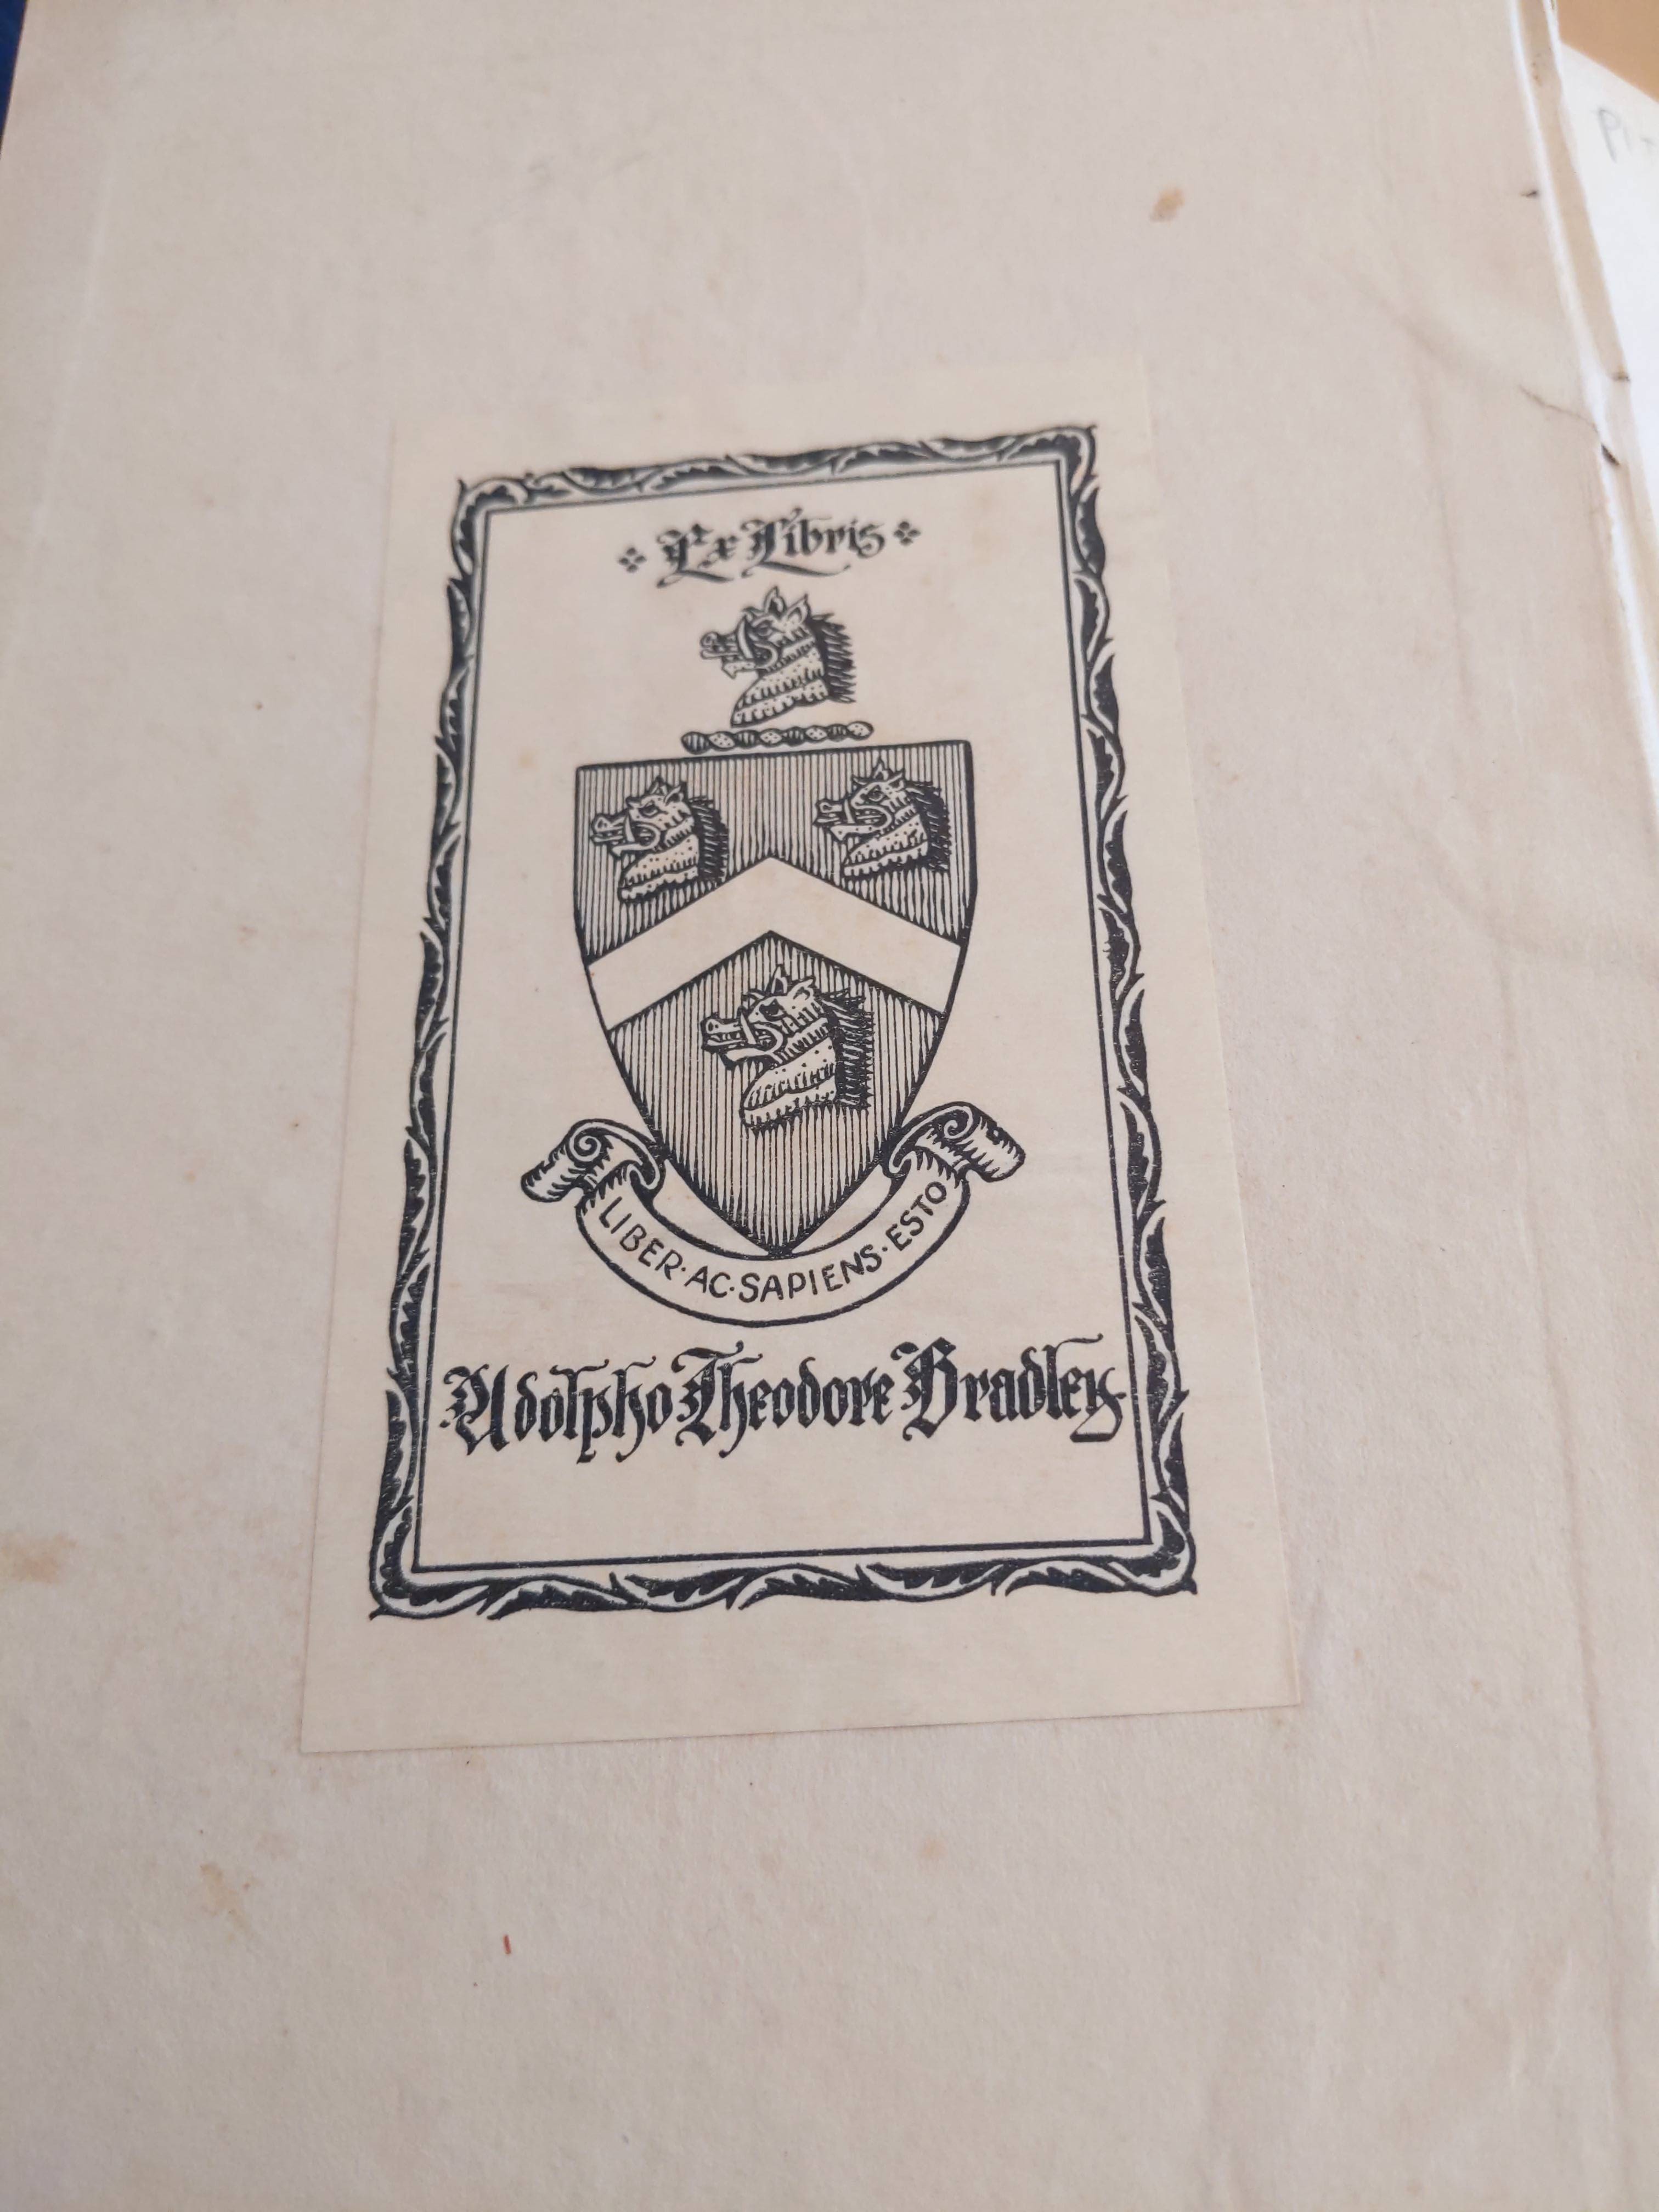 Ex Libris
LIBER·AC·SAPIENS·ESTO
Adolpho Theodore Bradley